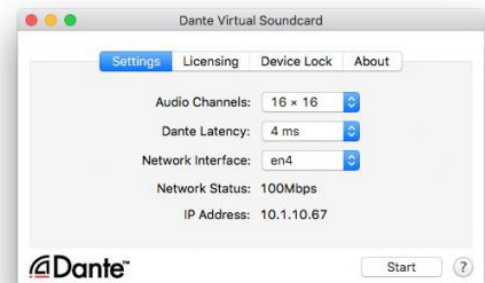 Dante Virtual Soundcard
Settings Licensing Device Lock About
Audio Channels: 16 × 16
Dante Latency: 4 ms
Network Interface: en4
Network Status: 100Mbps
IP Address: 10.1.10.67
Dante™ Start ?